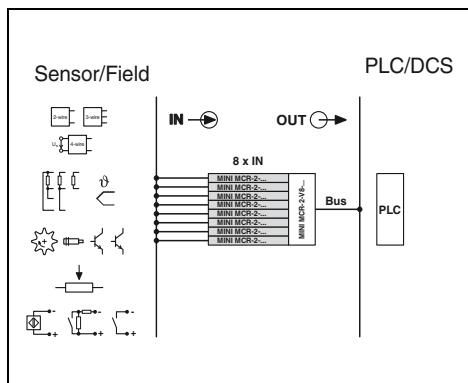 Sensor/Field
PLC/DCS
2-wire
3-wire
4-wire
IN
OUT
8 x IN
MINI MCR-2-...
MINI MCR-2-...
MINI MCR-2-...
MINI MCR-2-...
MINI MCR-2-...
MINI MCR-2-...
MINI MCR-2-...
MINI MCR-2-...
MINI MCR-2-V8-...
Bus
PLC
ϑ
- + - + - +